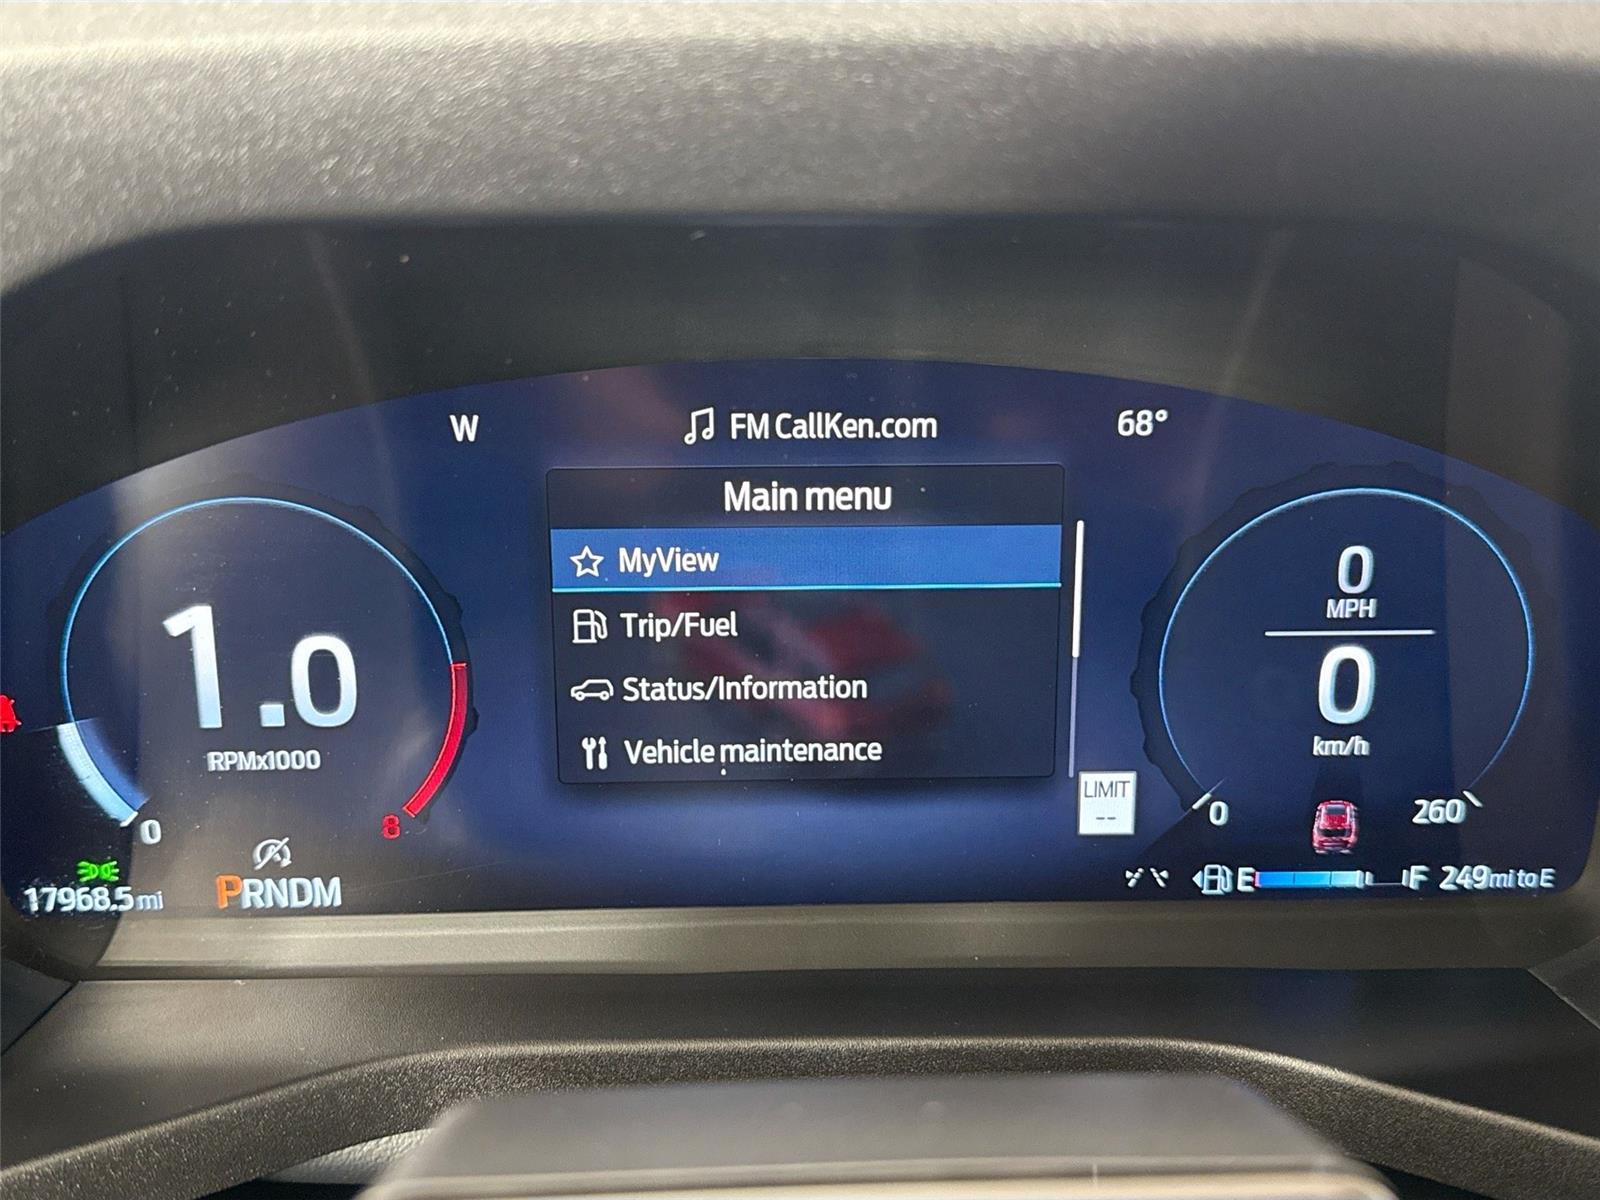 W
FM CallKen.com
68°
Main menu
MyView
Trip/Fuel
Status/Information
Vehicle maintenance
1.0
RPMx1000
0
8
0
MPH
0
km/h
0
260
LIMIT
--
17968.5 mi
PRNDM
E
F
249 mi to E